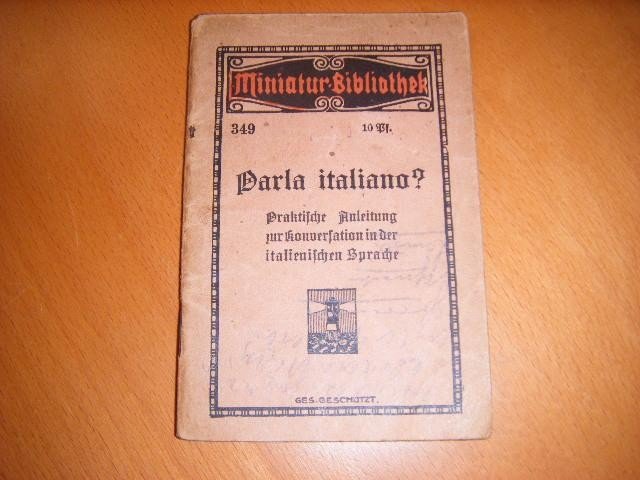 Miniatur-Bibliothek
349 10 Pf.
Parla italiano?
Praktische Anleitung
zur Konversation in der
italienischen Sprache
GES. GESCHÜTZT.